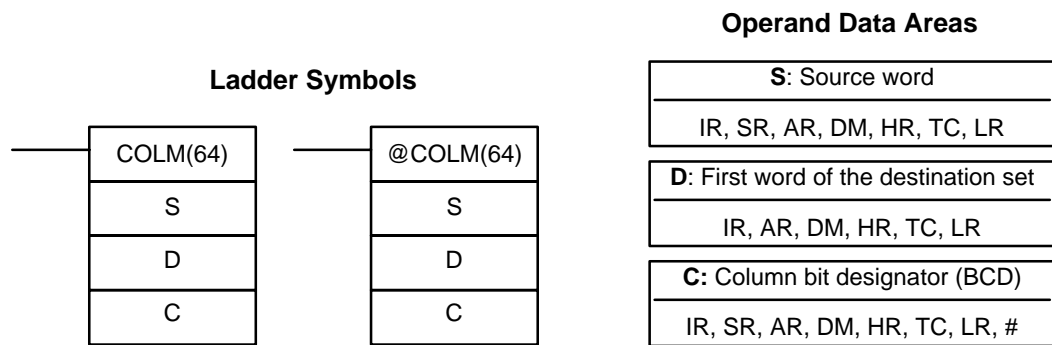 Ladder Symbols
COLM(64)
S
D
C
@COLM(64)
S
D
C
Operand Data Areas
S: Source word
IR, SR, AR, DM, HR, TC, LR
D: First word of the destination set
IR, AR, DM, HR, TC, LR
C: Column bit designator (BCD)
IR, SR, AR, DM, HR, TC, LR, #